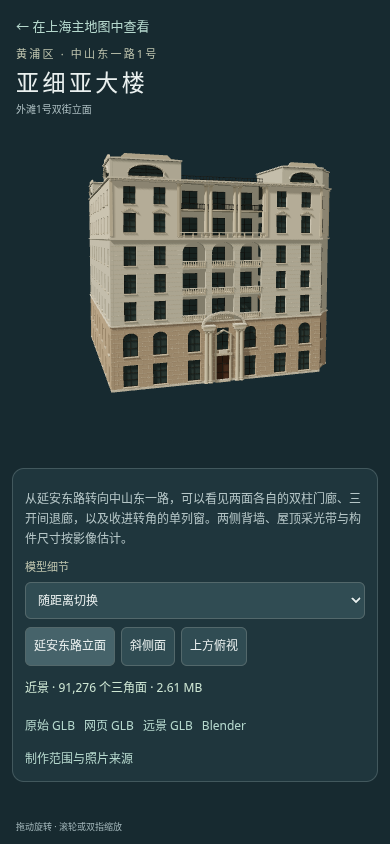 ← 在上海主地图中查看
黄浦区 · 中山东一路1号
亚细亚大楼
外滩1号双街立面
从延安东路转向中山东一路，可以看见两面各自的双柱门廊、三
开间退廊，以及收进转角的单列窗。两侧背墙、屋顶采光带与构
件尺寸按影像估计。
模型细节
随距离切换
延安东路立面 斜侧面 上方俯视
近景 · 91,276 个三角面 · 2.61 MB
原始 GLB 网页 GLB 远景 GLB Blender
制作范围与照片来源
拖动旋转 · 滚轮或双指缩放